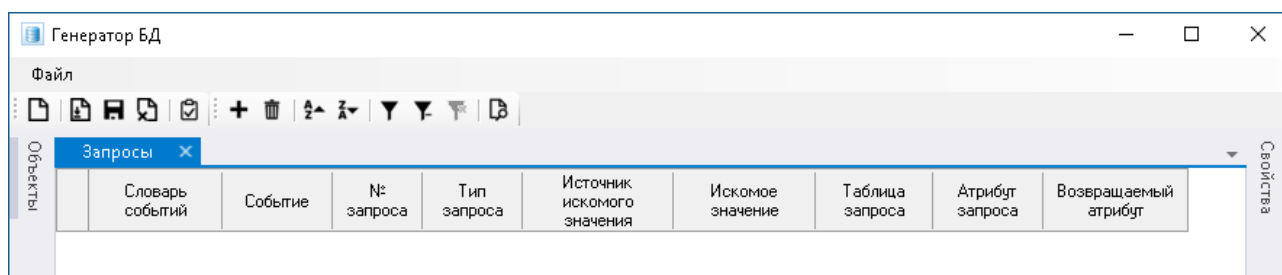 Генератор БД
Файл
Объекты
Запросы
Свойства
Словарь событий
Событие
№ запроса
Тип запроса
Источник искомого значения
Искомое значение
Таблица запроса
Атрибут запроса
Возвращаемый атрибут